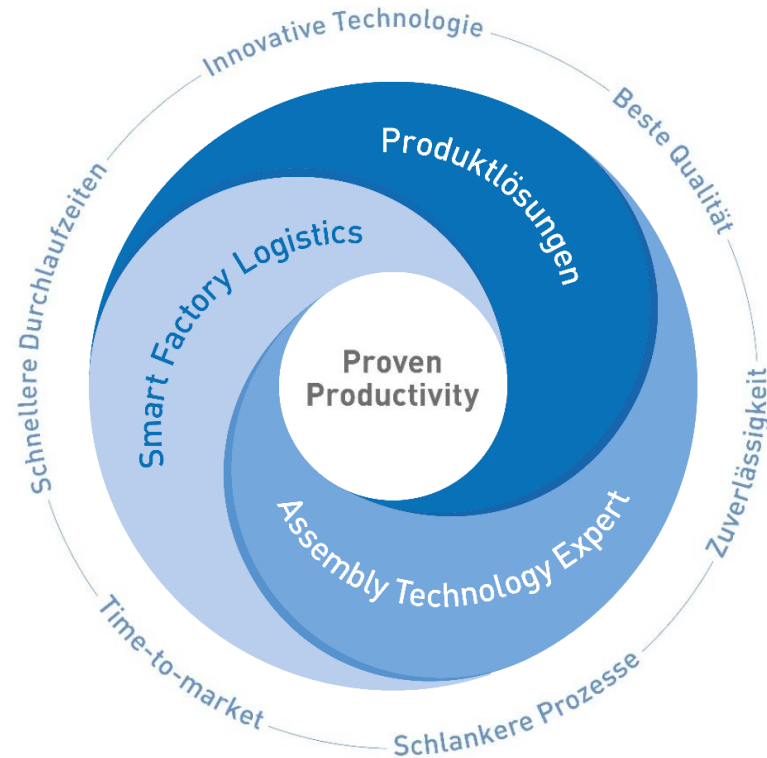 Innovative Technologie
Beste Qualität
Zuverlässigkeit
Schlankere Prozesse
Time-to-market
Schnellere Durchlaufzeiten
Produktlösungen
Assembly Technology Expert
Smart Factory Logistics
Proven
Productivity